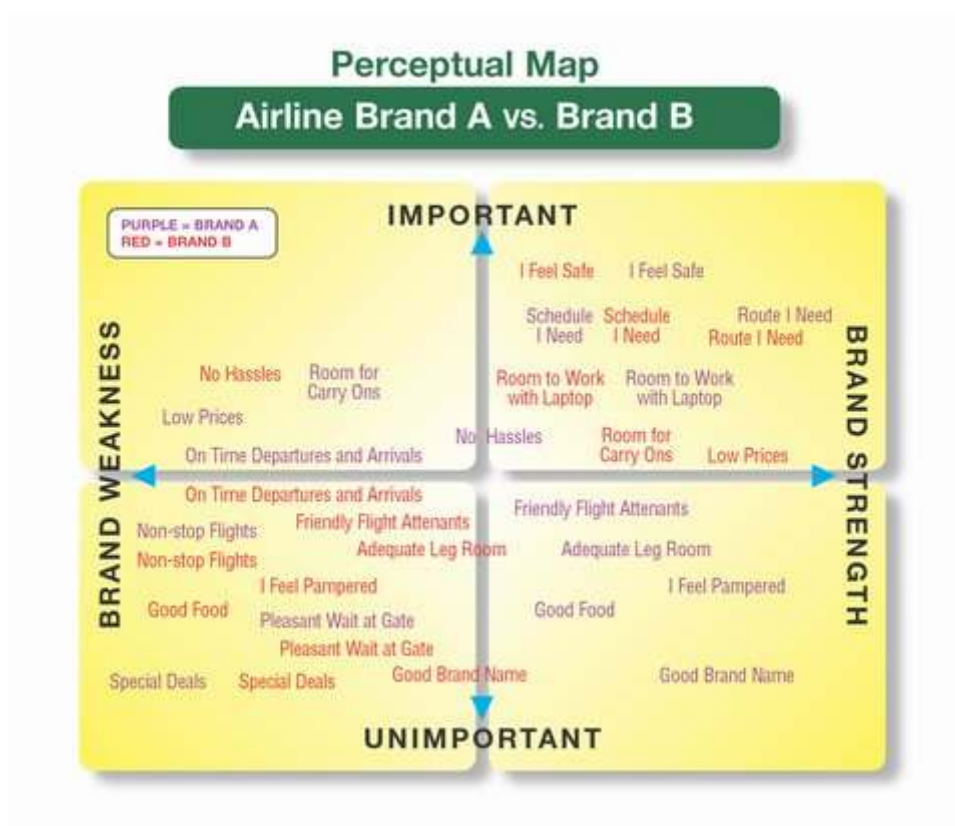 Perceptual Map
Airline Brand A vs. Brand B
PURPLE = BRAND A
RED = BRAND B
IMPORTANT
I Feel Safe
I Feel Safe
Schedule
I Need
Schedule
I Need
Route I Need
Route I Need
BRAND WEAKNESS
BRAND STRENGTH
No Hassles
Room for
Carry Ons
Room to Work
with Laptop
Room to Work
with Laptop
Low Prices
No Hassles
Room for
Carry Ons
Low Prices
On Time Departures and Arrivals
On Time Departures and Arrivals
Friendly Flight Attenants
Friendly Flight Attenants
Non-stop Flights
Non-stop Flights
Adequate Leg Room
Adequate Leg Room
I Feel Pampered
I Feel Pampered
Good Food
Good Food
Pleasant Wait at Gate
Pleasant Wait at Gate
Special Deals
Special Deals
Good Brand Name
Good Brand Name
UNIMPORTANT